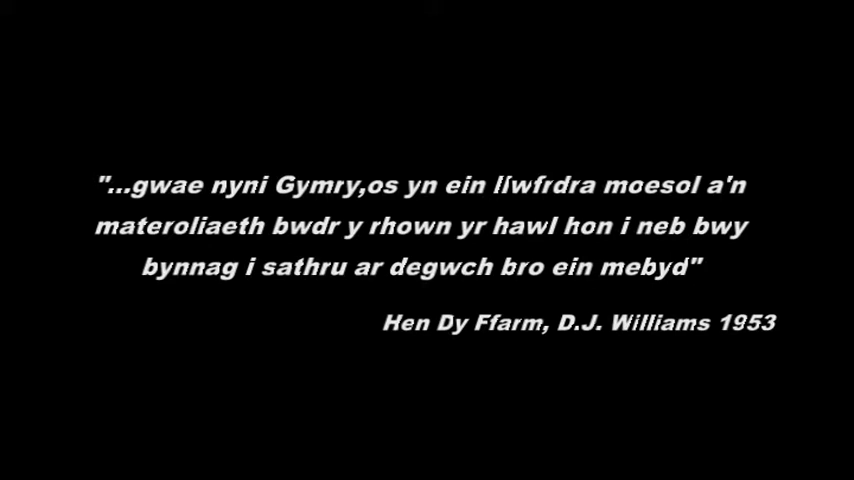 "...gwae nyni Gymry,os yn ein llwfrdra moesol a'n
materoliaeth bwdr y rhown yr hawl hon i neb bwy
bynnag i sathru ar degwch bro ein mebyd"
Hen Dy Ffarm, D.J. Williams 1953